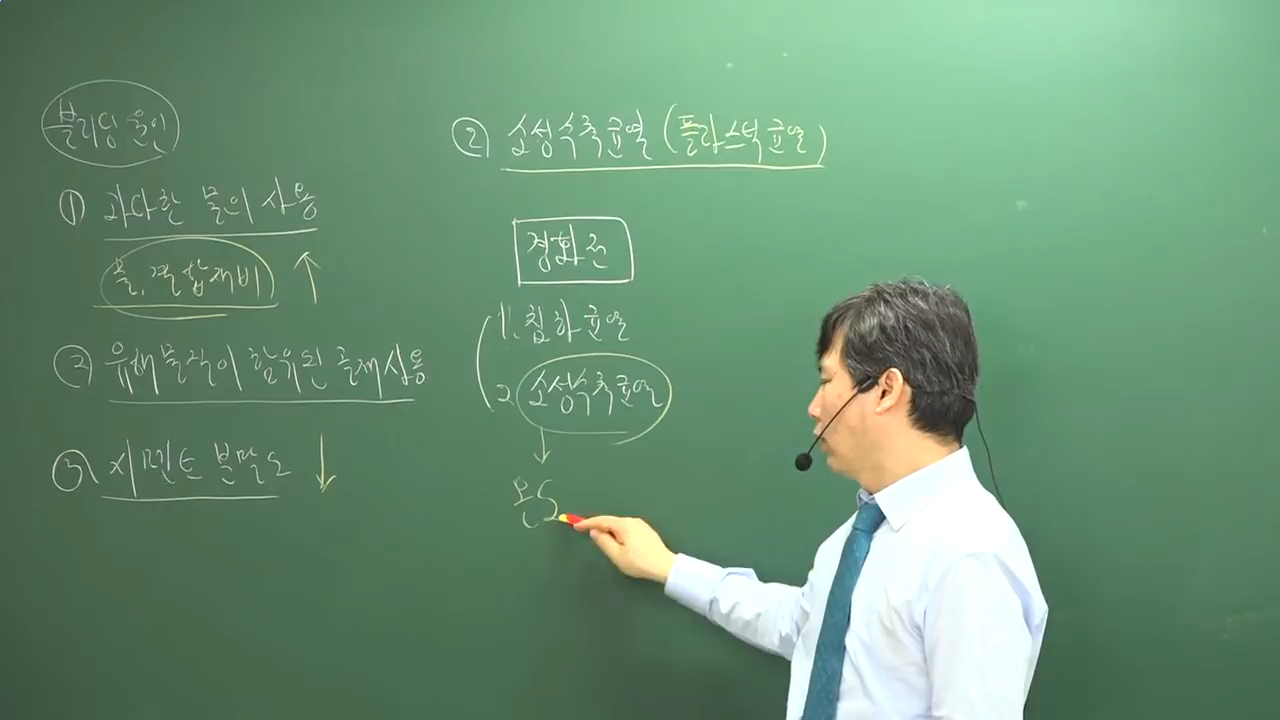 블리딩 원인
① 과다한 물의 사용
물, 결합재비 ↑
② 유해물질이 함유된 골재사용
③ 시멘트 분말도 ↓
② 소성수축균열 (플라스틱 균열)
경화 전
1. 침하균열
2. 소성수축균열
↓